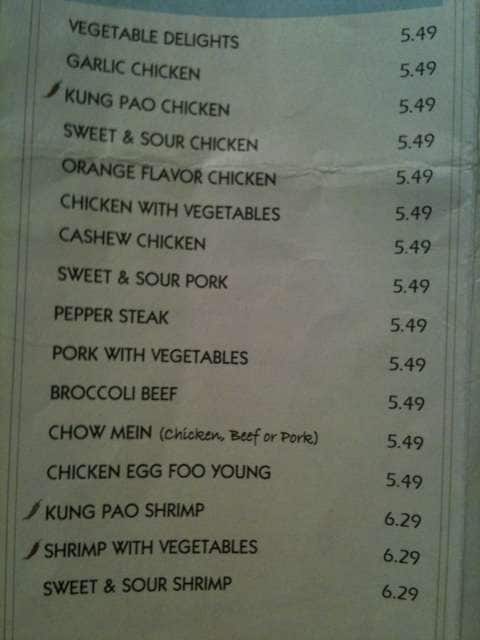 VEGETABLE DELIGHTS 5.49
GARLIC CHICKEN 5.49
KUNG PAO CHICKEN 5.49
SWEET & SOUR CHICKEN 5.49
ORANGE FLAVOR CHICKEN 5.49
CHICKEN WITH VEGETABLES 5.49
CASHEW CHICKEN 5.49
SWEET & SOUR PORK 5.49
PEPPER STEAK 5.49
PORK WITH VEGETABLES 5.49
BROCCOLI BEEF 5.49
CHOW MEIN (Chicken, Beef or Pork) 5.49
CHICKEN EGG FOO YOUNG 5.49
KUNG PAO SHRIMP 6.29
SHRIMP WITH VEGETABLES 6.29
SWEET & SOUR SHRIMP 6.29